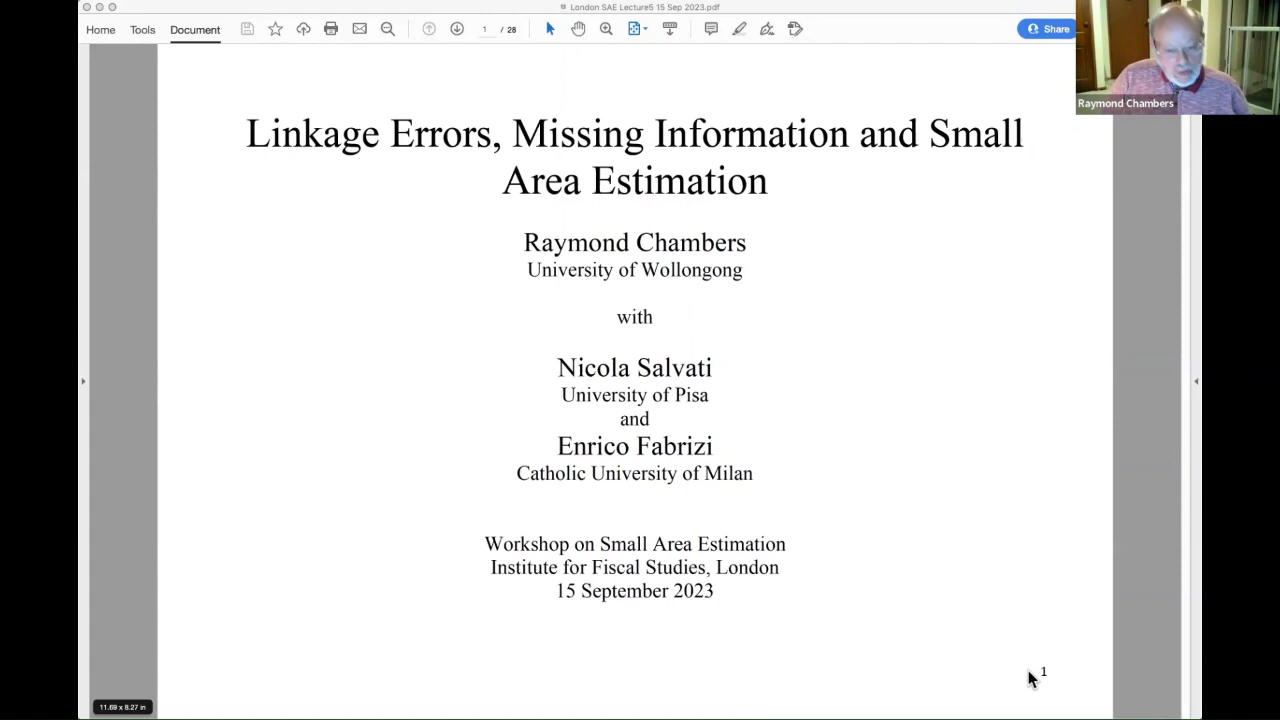 London SAE Lecture5 15 Sep 2023.pdf
Home Tools Document 1 / 28 Share
Raymond Chambers
Linkage Errors, Missing Information and Small
Area Estimation
Raymond Chambers
University of Wollongong
with
Nicola Salvati
University of Pisa
and
Enrico Fabrizi
Catholic University of Milan
Workshop on Small Area Estimation
Institute for Fiscal Studies, London
15 September 2023
1
11.69 x 8.27 in